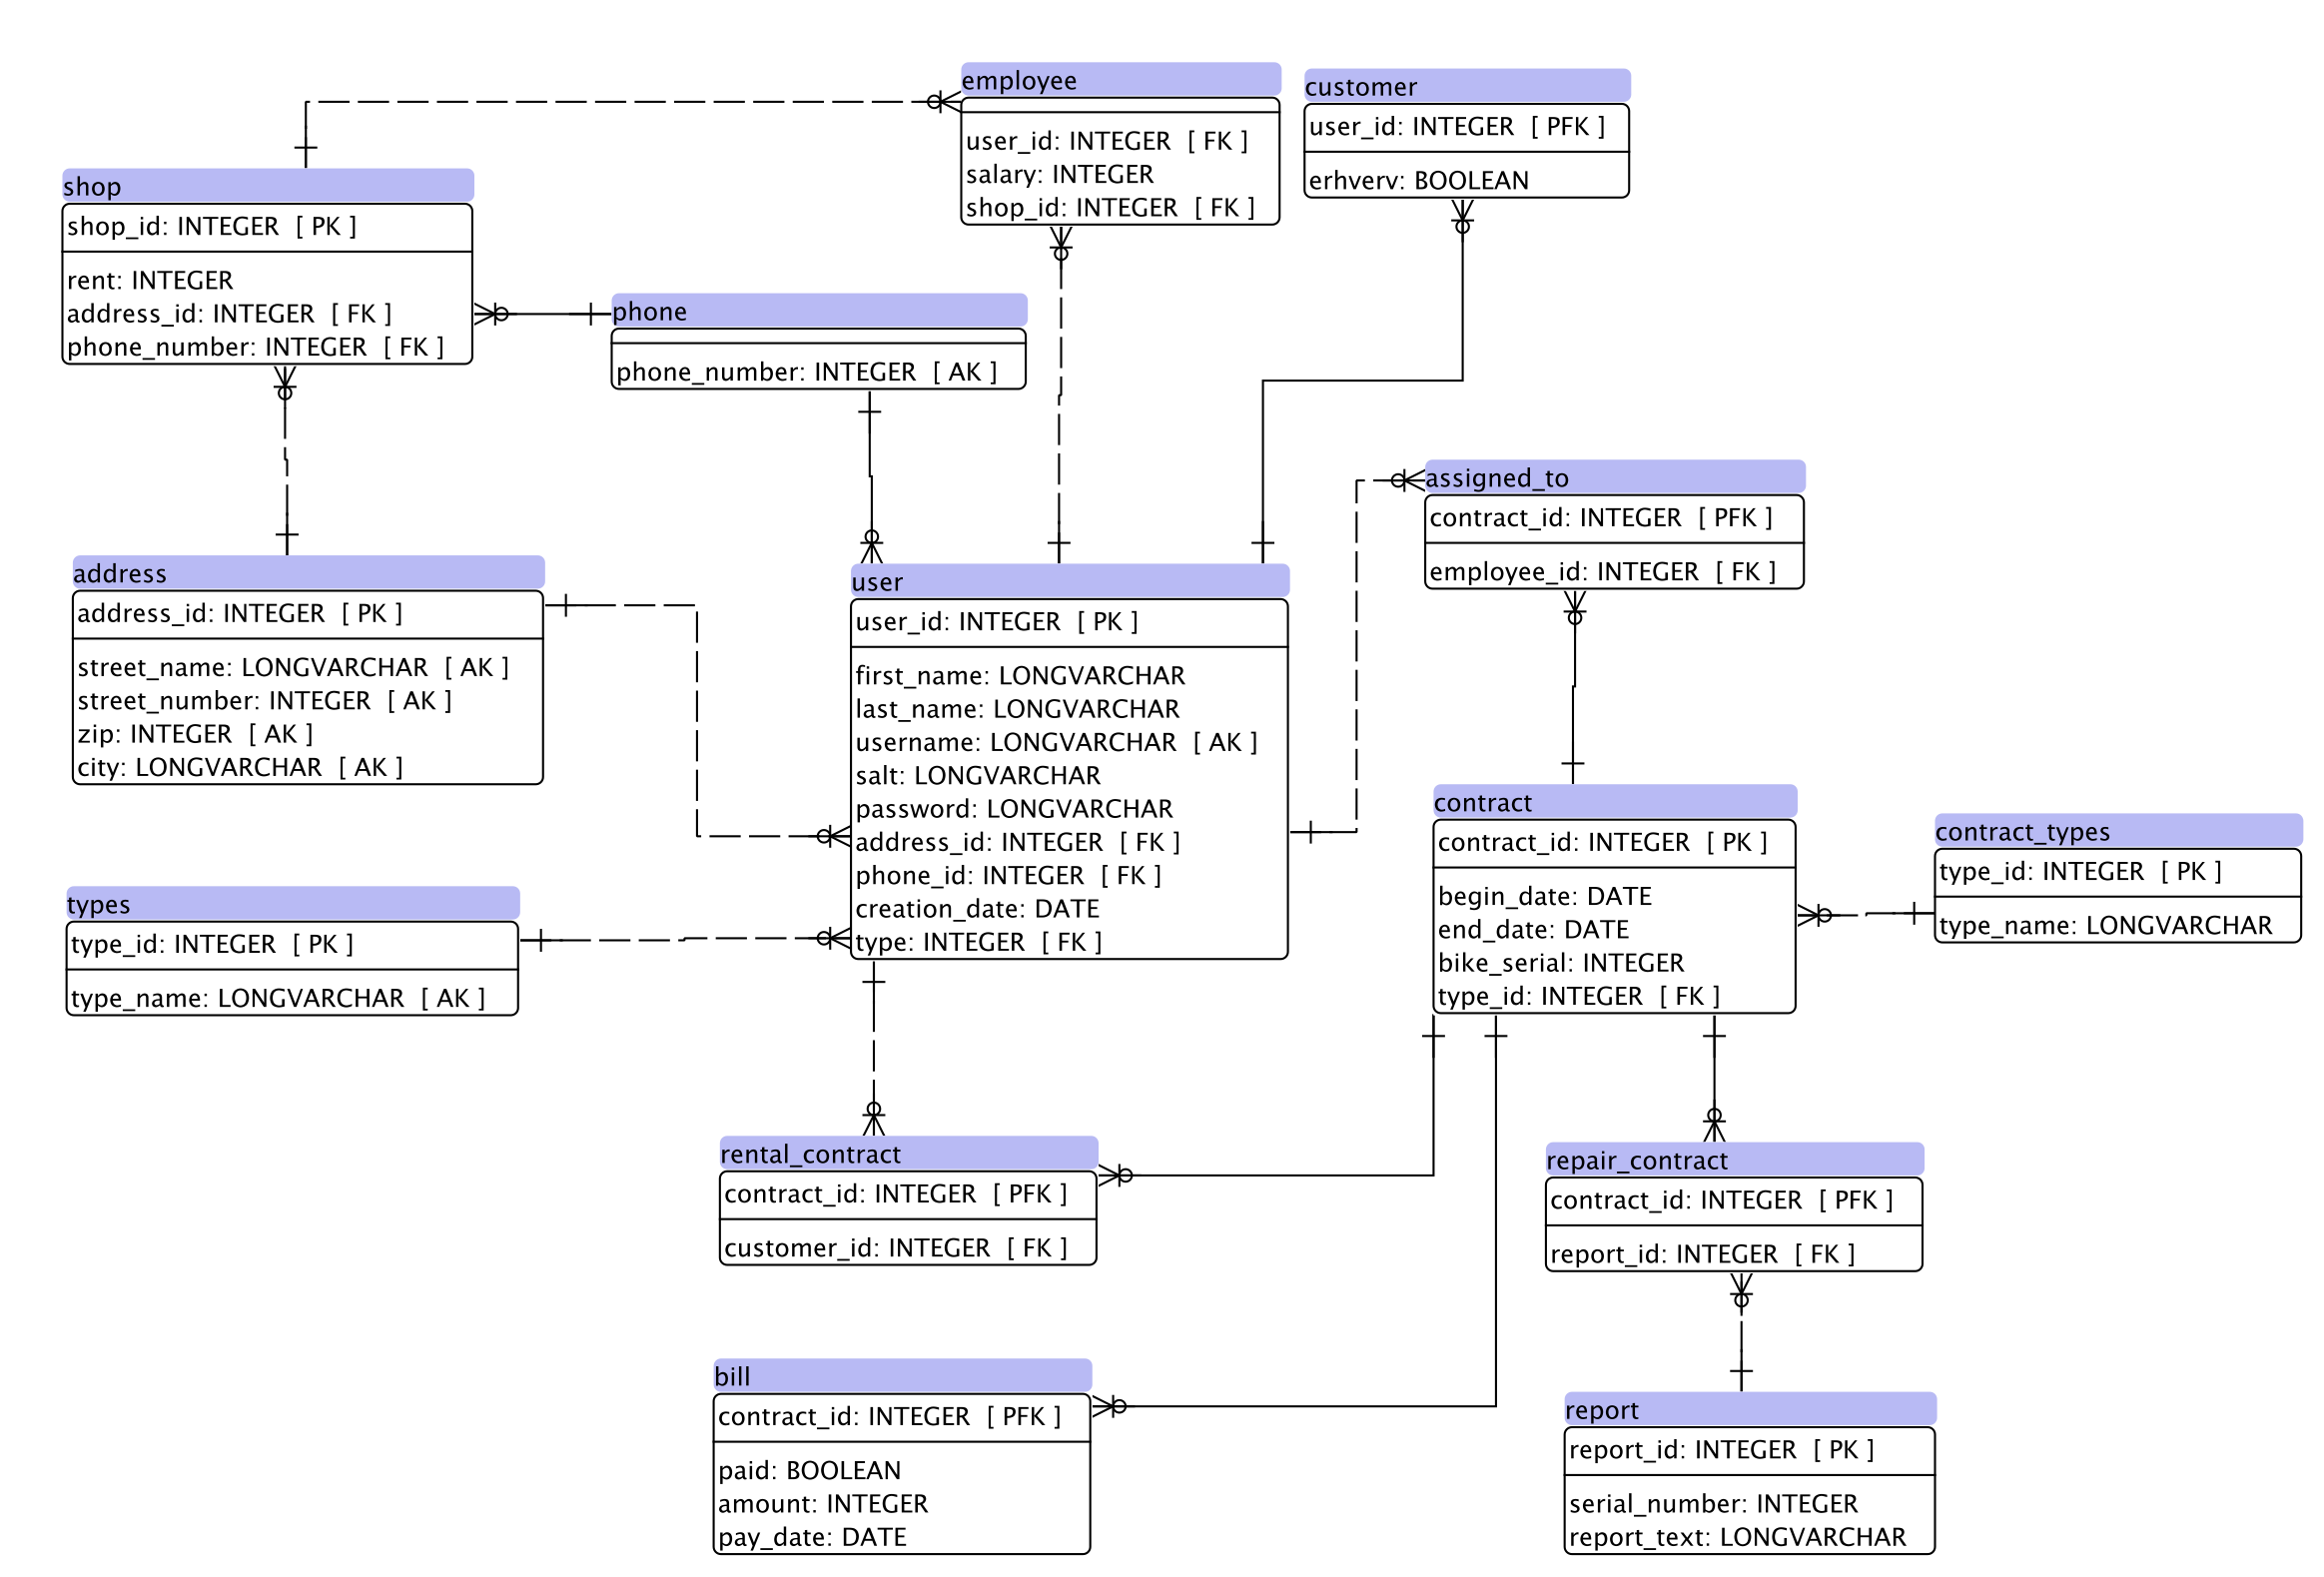 employee
user_id: INTEGER [ FK ]
salary: INTEGER
shop_id: INTEGER [ FK ]
customer
user_id: INTEGER [ PFK ]
erhverv: BOOLEAN
shop
shop_id: INTEGER [ PK ]
rent: INTEGER
address_id: INTEGER [ FK ]
phone_number: INTEGER [ FK ]
phone
phone_number: INTEGER [ AK ]
assigned_to
contract_id: INTEGER [ PFK ]
employee_id: INTEGER [ FK ]
address
address_id: INTEGER [ PK ]
street_name: LONGVARCHAR [ AK ]
street_number: INTEGER [ AK ]
zip: INTEGER [ AK ]
city: LONGVARCHAR [ AK ]
user
user_id: INTEGER [ PK ]
first_name: LONGVARCHAR
last_name: LONGVARCHAR
username: LONGVARCHAR [ AK ]
salt: LONGVARCHAR
password: LONGVARCHAR
address_id: INTEGER [ FK ]
phone_id: INTEGER [ FK ]
creation_date: DATE
type: INTEGER [ FK ]
contract
contract_id: INTEGER [ PK ]
begin_date: DATE
end_date: DATE
bike_serial: INTEGER
type_id: INTEGER [ FK ]
contract_types
type_id: INTEGER [ PK ]
type_name: LONGVARCHAR
types
type_id: INTEGER [ PK ]
type_name: LONGVARCHAR [ AK ]
rental_contract
contract_id: INTEGER [ PFK ]
customer_id: INTEGER [ FK ]
repair_contract
contract_id: INTEGER [ PFK ]
report_id: INTEGER [ FK ]
bill
contract_id: INTEGER [ PFK ]
paid: BOOLEAN
amount: INTEGER
pay_date: DATE
report
report_id: INTEGER [ PK ]
serial_number: INTEGER
report_text: LONGVARCHAR